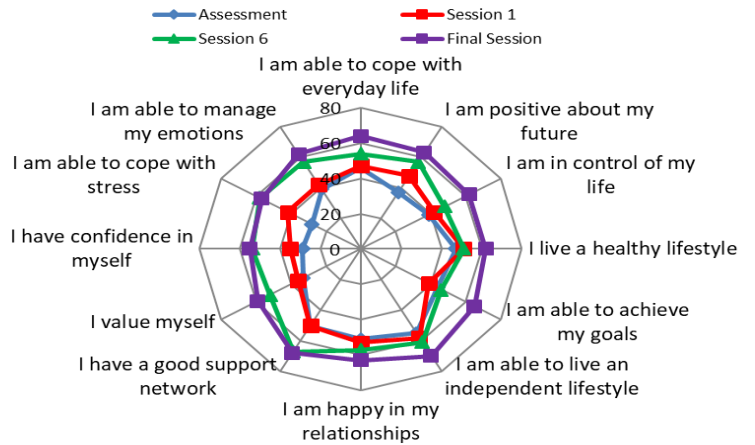 Assessment
Session 1
Session 6
Final Session
I am able to cope with
everyday life
I am positive about my
future
I am in control of my
life
I live a healthy lifestyle
I am able to achieve
my goals
I am able to live an
independent lifestyle
I am happy in my
relationships
I have a good support
network
I value myself
I have confidence in
myself
I am able to cope with
stress
I am able to manage
my emotions
80
60
40
20
0